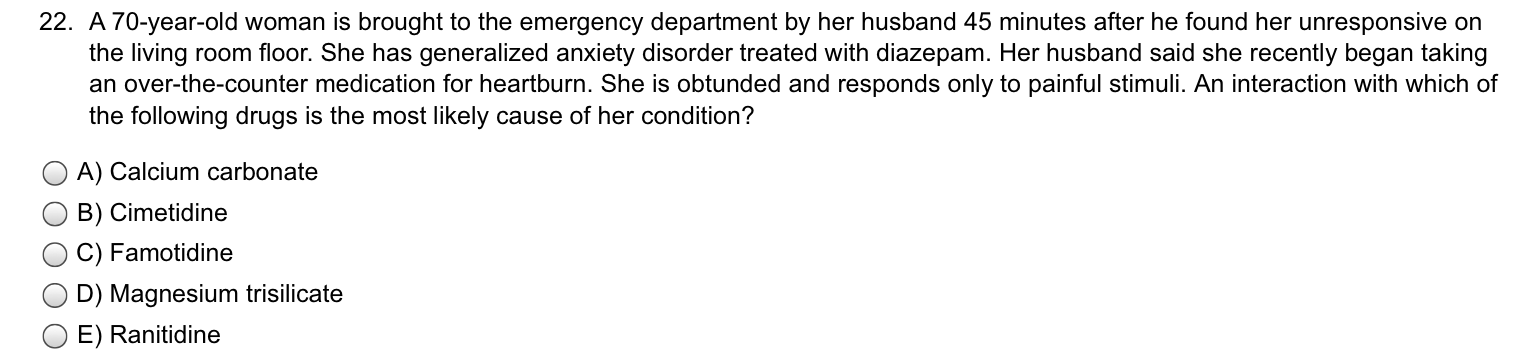 22. A 70-year-old woman is brought to the emergency department by her husband 45 minutes after he found her unresponsive on
the living room floor. She has generalized anxiety disorder treated with diazepam. Her husband said she recently began taking
an over-the-counter medication for heartburn. She is obtunded and responds only to painful stimuli. An interaction with which of
the following drugs is the most likely cause of her condition?
A) Calcium carbonate
B) Cimetidine
C) Famotidine
D) Magnesium trisilicate
E) Ranitidine